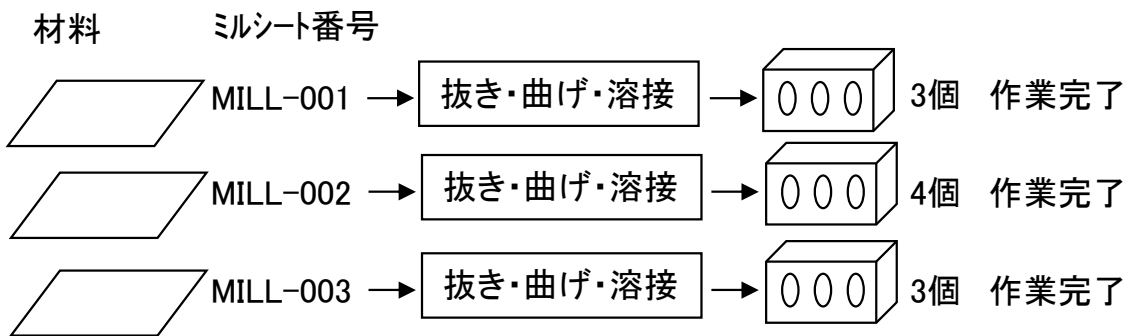 材料 ミルシート番号
MILL-001 抜き・曲げ・溶接 3個 作業完了
MILL-002 抜き・曲げ・溶接 4個 作業完了
MILL-003 抜き・曲げ・溶接 3個 作業完了